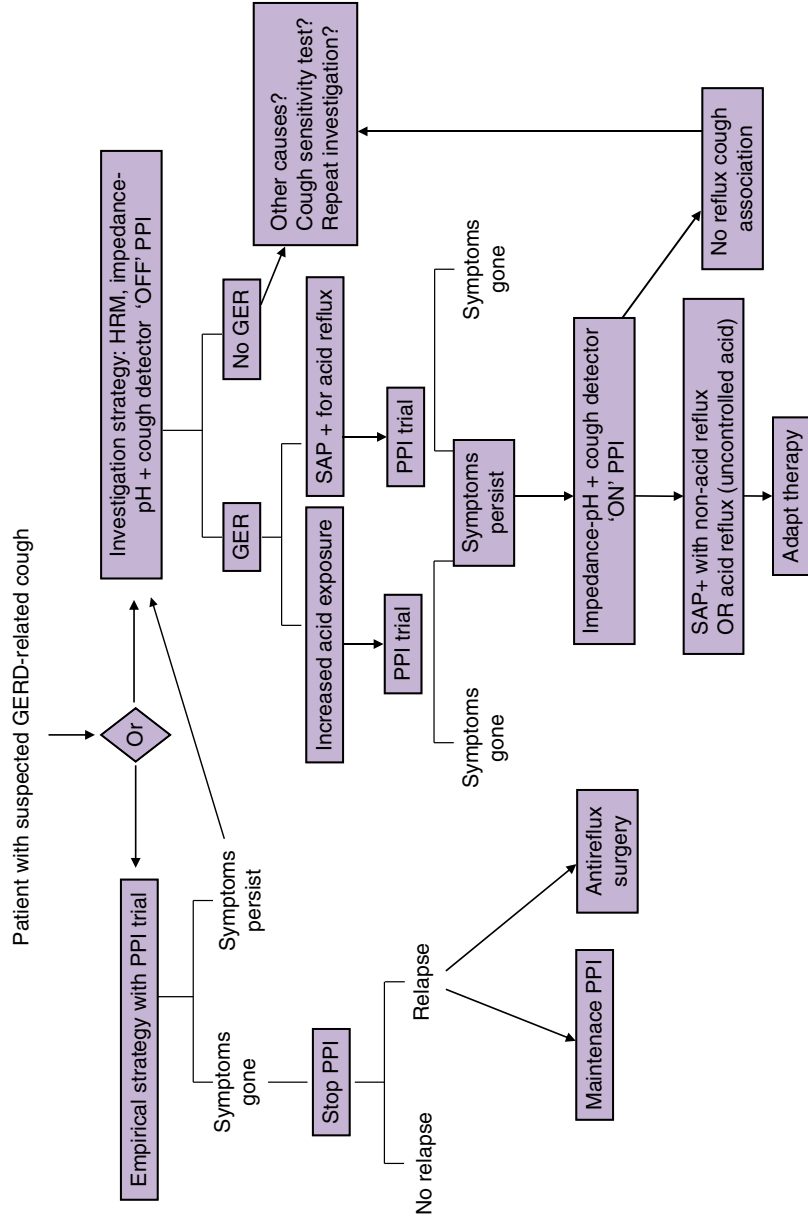 Patient with suspected GERD-related cough
Or
Empirical strategy with PPI trial
Symptoms
gone
Symptoms
persist
Stop PPI
No relapse
Relapse
Maintenace PPI
Antireflux
surgery
Investigation strategy: HRM, impedance-
pH + cough detector ‘OFF’ PPI
GER
No GER
Increased acid exposure
SAP + for acid reflux
Other causes?
Cough sensitivity test?
Repeat investigation?
PPI trial
PPI trial
Symptoms
gone
Symptoms
persist
Symptoms
gone
Impedance-pH + cough detector
‘ON’ PPI
SAP+ with non-acid reflux
OR acid reflux (uncontrolled acid)
No reflux cough
association
Adapt therapy